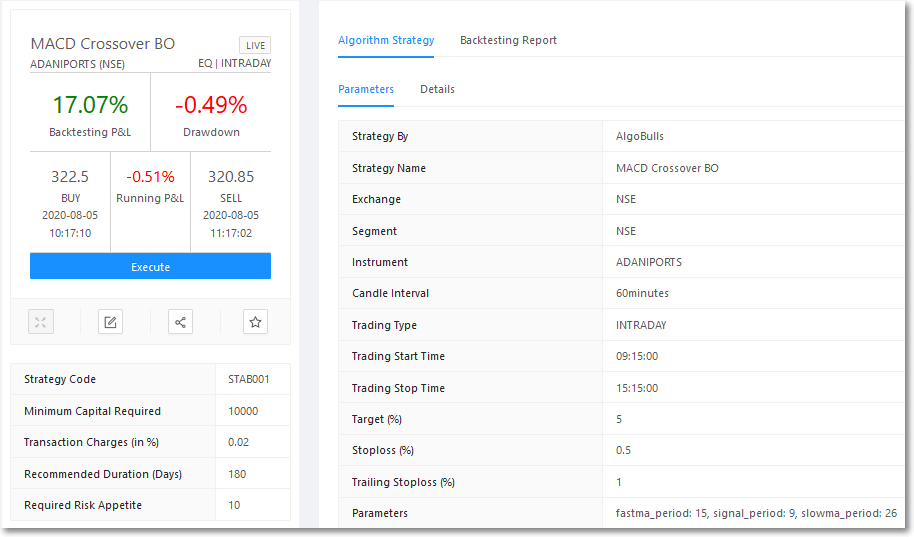 MACD Crossover BO
LIVE
ADANIPORTS (NSE)
EQ | INTRADAY
17.07%
-0.49%
Backtesting P&L
Drawdown
322.5
-0.51%
320.85
BUY
Running P&L
SELL
2020-08-05
2020-08-05
10:17:10
11:17:02
Execute
Strategy Code STAB001
Minimum Capital Required 10000
Transaction Charges (in %) 0.02
Recommended Duration (Days) 180
Required Risk Appetite 10
Algorithm Strategy Backtesting Report
Parameters Details
Strategy By AlgoBulls
Strategy Name MACD Crossover BO
Exchange NSE
Segment NSE
Instrument ADANIPORTS
Candle Interval 60minutes
Trading Type INTRADAY
Trading Start Time 09:15:00
Trading Stop Time 15:15:00
Target (%) 5
Stoploss (%) 0.5
Trailing Stoploss (%) 1
Parameters fastma_period: 15, signal_period: 9, slowma_period: 26